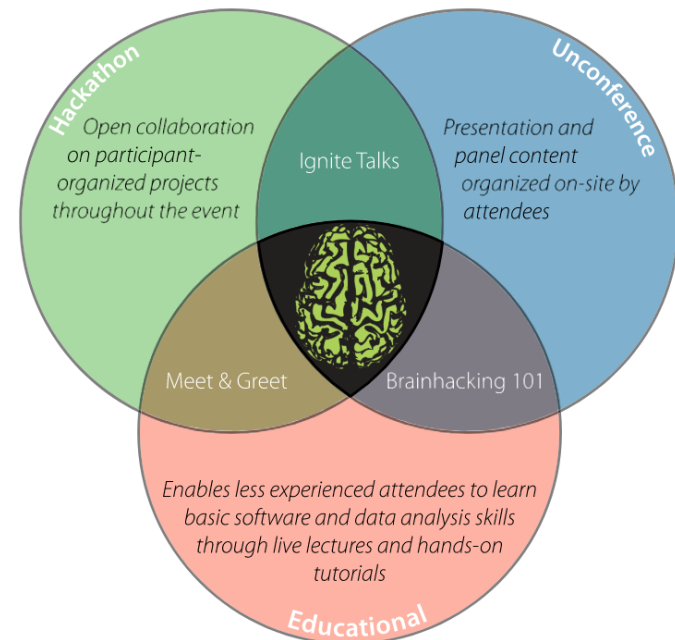 Hackathon
Open collaboration
on participant-
organized projects
throughout the event
Ignite Talks
Unconference
Presentation and
panel content
organized on-site by
attendees
Meet & Greet
Brainhacking 101
Enables less experienced attendees to learn
basic software and data analysis skills
through live lectures and hands-on
tutorials
Educational